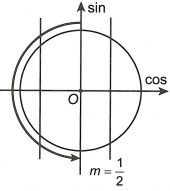 sin
cos
O
m = 1/2